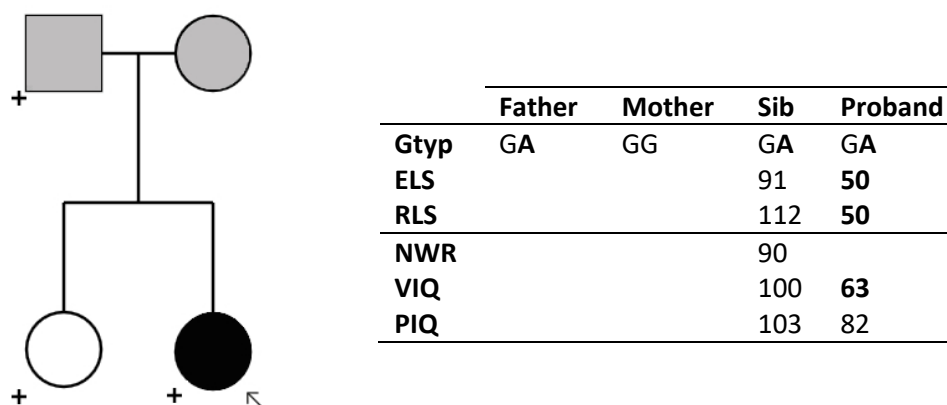 Father Mother Sib Proband
Gtyp GA GG GA GA
ELS 91 50
RLS 112 50
NWR 90
VIQ 100 63
PIQ 103 82
+
+ +